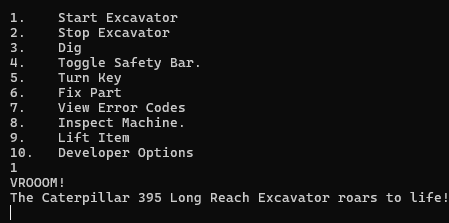 1. Start Excavator
2. Stop Excavator
3. Dig
4. Toggle Safety Bar.
5. Turn Key
6. Fix Part
7. View Error Codes
8. Inspect Machine.
9. Lift Item
10. Developer Options
1
VROOOM!
The Caterpillar 395 Long Reach Excavator roars to life!